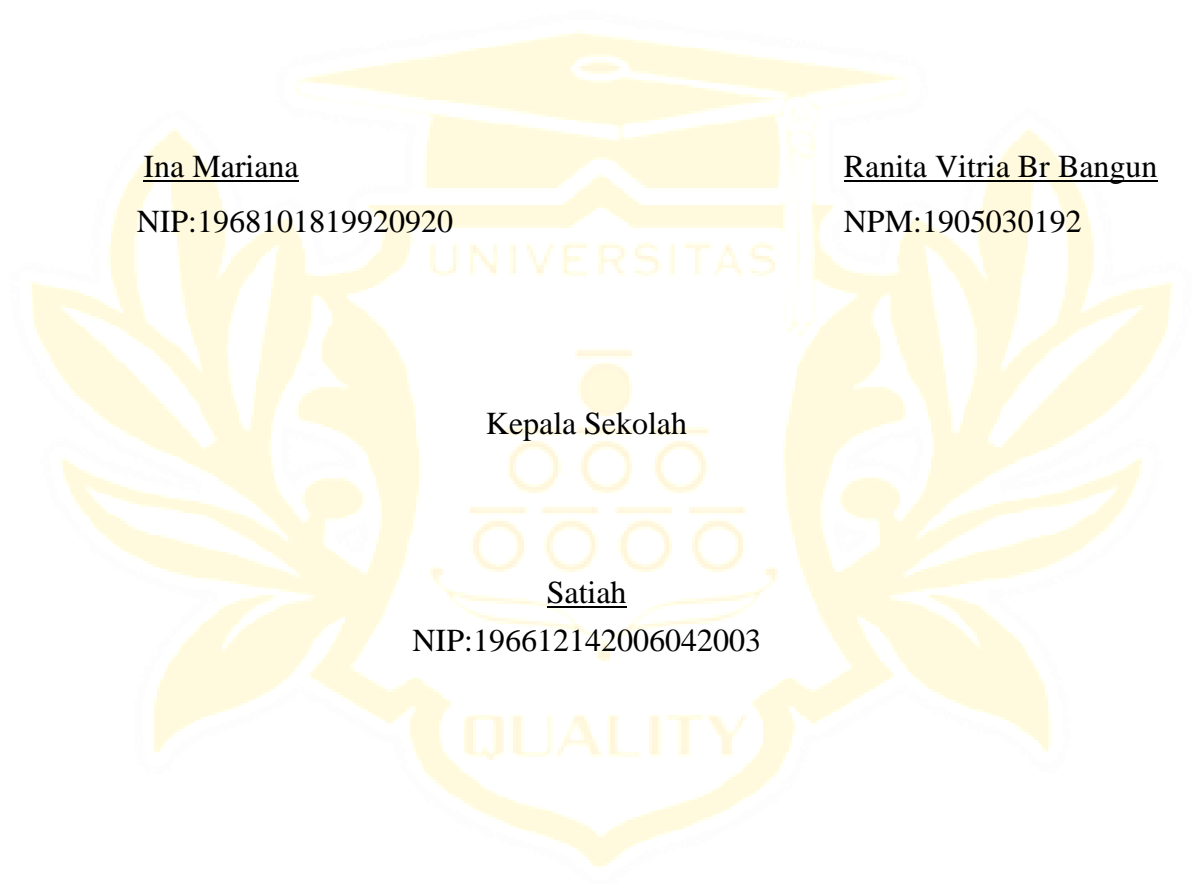 Ina Mariana Ranita Vitria Br Bangun
NIP:1968101819920920 NPM:1905030192
UNIVERSITAS
Kepala Sekolah
Satiah
NIP:196612142006042003
QUALITY